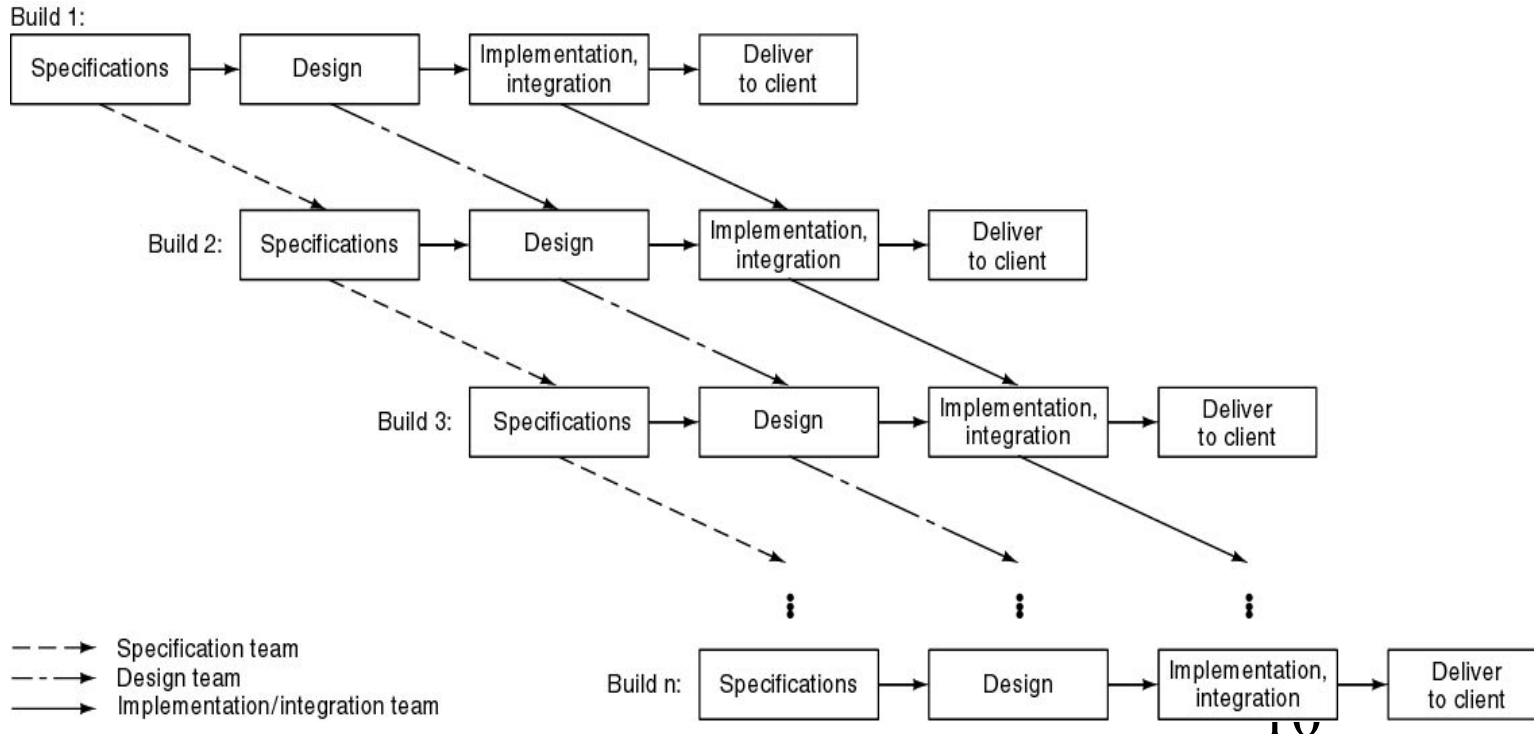 Build 1:
Specifications
Design
Implementation,
integration
Deliver
to client
Build 2:
Specifications
Design
Implementation,
integration
Deliver
to client
Build 3:
Specifications
Design
Implementation,
integration
Deliver
to client
Specification team
Design team
Implementation/integration team
Build n:
Specifications
Design
Implementation,
integration
Deliver
to client